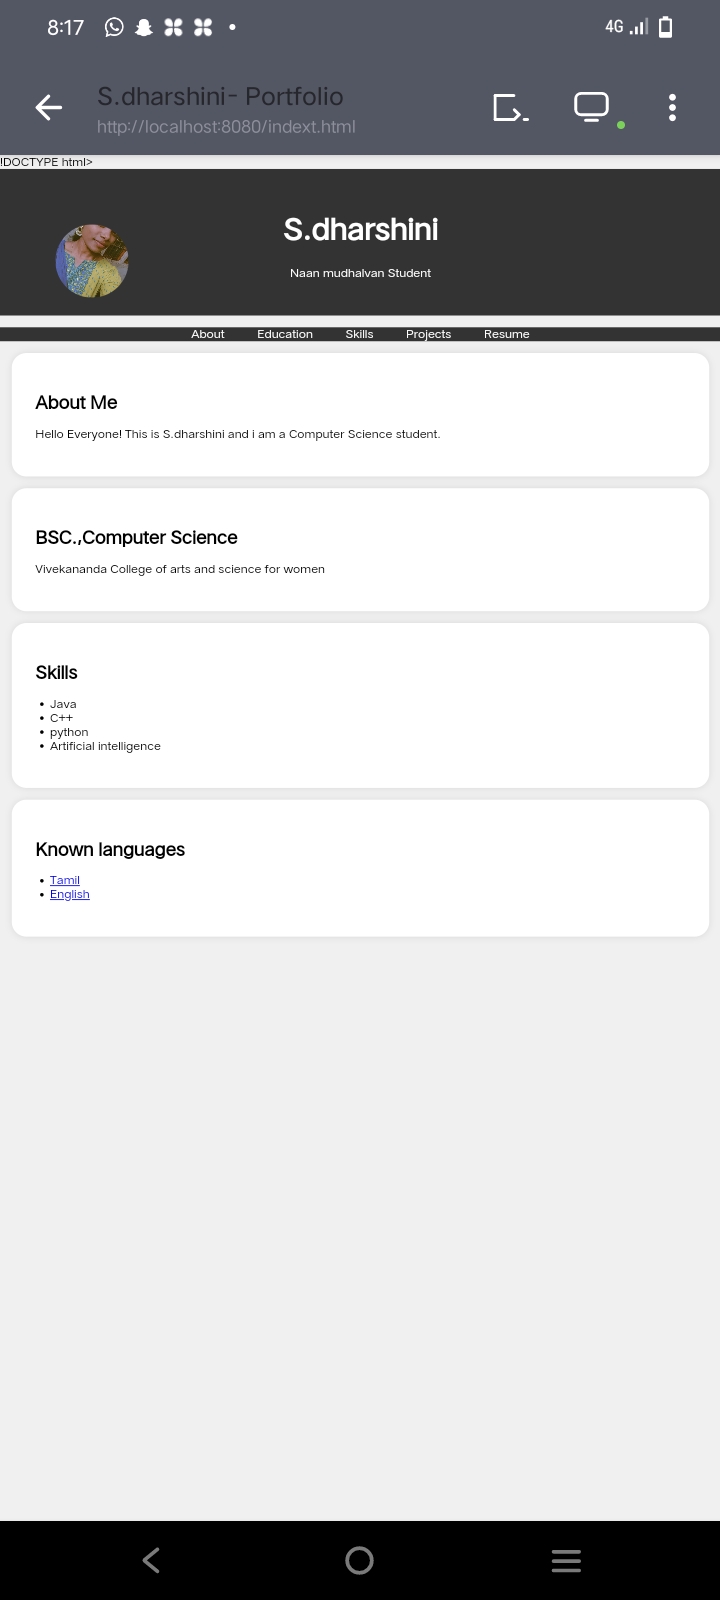 8:17
4G
S.dharshini- Portfolio
http://localhost:8080/indext.html
!DOCTYPE html>
S.dharshini
Naan mudhalvan Student
About Education Skills Projects Resume
About Me
Hello Everyone! This is S.dharshini and i am a Computer Science student.
BSC.,Computer Science
Vivekananda College of arts and science for women
Skills
• Java
• C++
• python
• Artificial intelligence
Known languages
• Tamil
• English